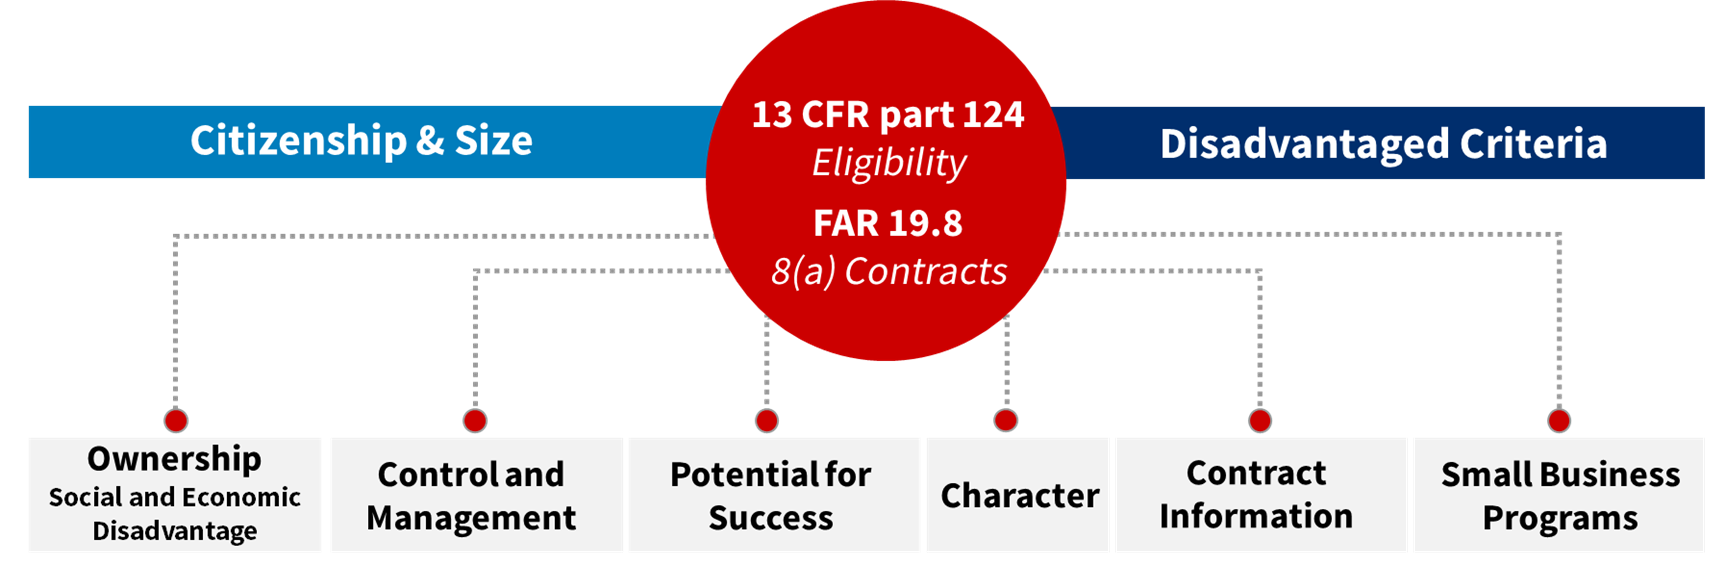 Citizenship & Size
13 CFR part 124
Eligibility
FAR 19.8
8(a) Contracts
Disadvantaged Criteria
Ownership
Social and Economic
Disadvantage
Control and
Management
Potential for
Success
Character
Contract
Information
Small Business
Programs